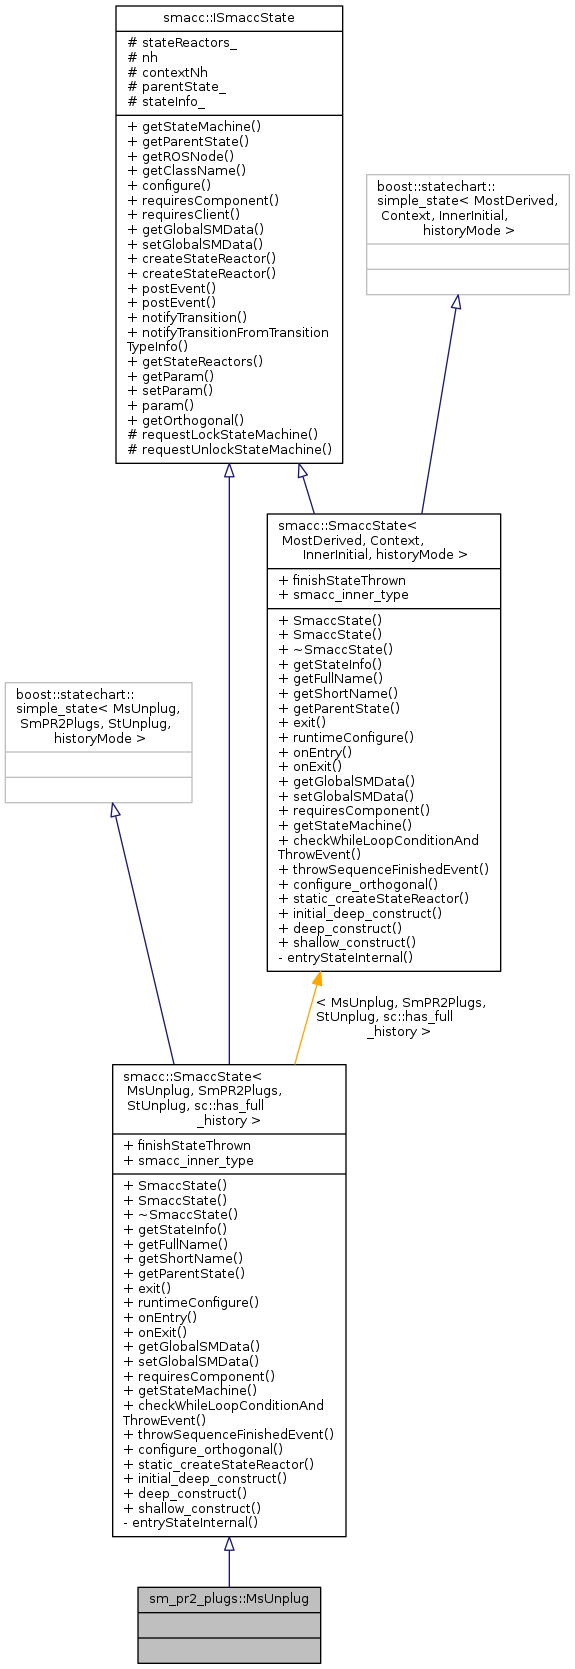 smacc::ISmaccState
# stateReactors_
# nh
# contextNh
# parentState_
# stateInfo_
+ getStateMachine()
+ getParentState()
+ getROSNode()
+ getClassName()
+ configure()
+ requiresComponent()
+ requiresClient()
+ getGlobalSMData()
+ setGlobalSMData()
+ createStateReactor()
+ createStateReactor()
+ postEvent()
+ postEvent()
+ notifyTransition()
+ notifyTransitionFromTransition
TypeInfo()
+ getStateReactors()
+ getParam()
+ setParam()
+ param()
+ getOrthogonal()
# requestLockStateMachine()
# requestUnlockStateMachine()
boost::statechart::
simple_state< MostDerived,
Context, InnerInitial,
historyMode >
smacc::SmaccState<
MostDerived, Context,
InnerInitial, historyMode >
+ finishStateThrown
+ smacc_inner_type
+ SmaccState()
+ SmaccState()
+ ~SmaccState()
+ getStateInfo()
+ getFullName()
+ getShortName()
+ getParentState()
+ exit()
+ runtimeConfigure()
+ onEntry()
+ onExit()
+ getGlobalSMData()
+ setGlobalSMData()
+ requiresComponent()
+ getStateMachine()
+ checkWhileLoopConditionAnd
ThrowEvent()
+ throwSequenceFinishedEvent()
+ configure_orthogonal()
+ static_createStateReactor()
+ initial_deep_construct()
+ deep_construct()
+ shallow_construct()
- entryStateInternal()
boost::statechart::
simple_state< MsUnplug,
SmPR2Plugs, StUnplug,
historyMode >
< MsUnplug, SmPR2Plugs,
StUnplug, sc::has_full
_history >
smacc::SmaccState<
MsUnplug, SmPR2Plugs,
StUnplug, sc::has_full
_history >
+ finishStateThrown
+ smacc_inner_type
+ SmaccState()
+ SmaccState()
+ ~SmaccState()
+ getStateInfo()
+ getFullName()
+ getShortName()
+ getParentState()
+ exit()
+ runtimeConfigure()
+ onEntry()
+ onExit()
+ getGlobalSMData()
+ setGlobalSMData()
+ requiresComponent()
+ getStateMachine()
+ checkWhileLoopConditionAnd
ThrowEvent()
+ throwSequenceFinishedEvent()
+ configure_orthogonal()
+ static_createStateReactor()
+ initial_deep_construct()
+ deep_construct()
+ shallow_construct()
- entryStateInternal()
sm_pr2_plugs::MsUnplug